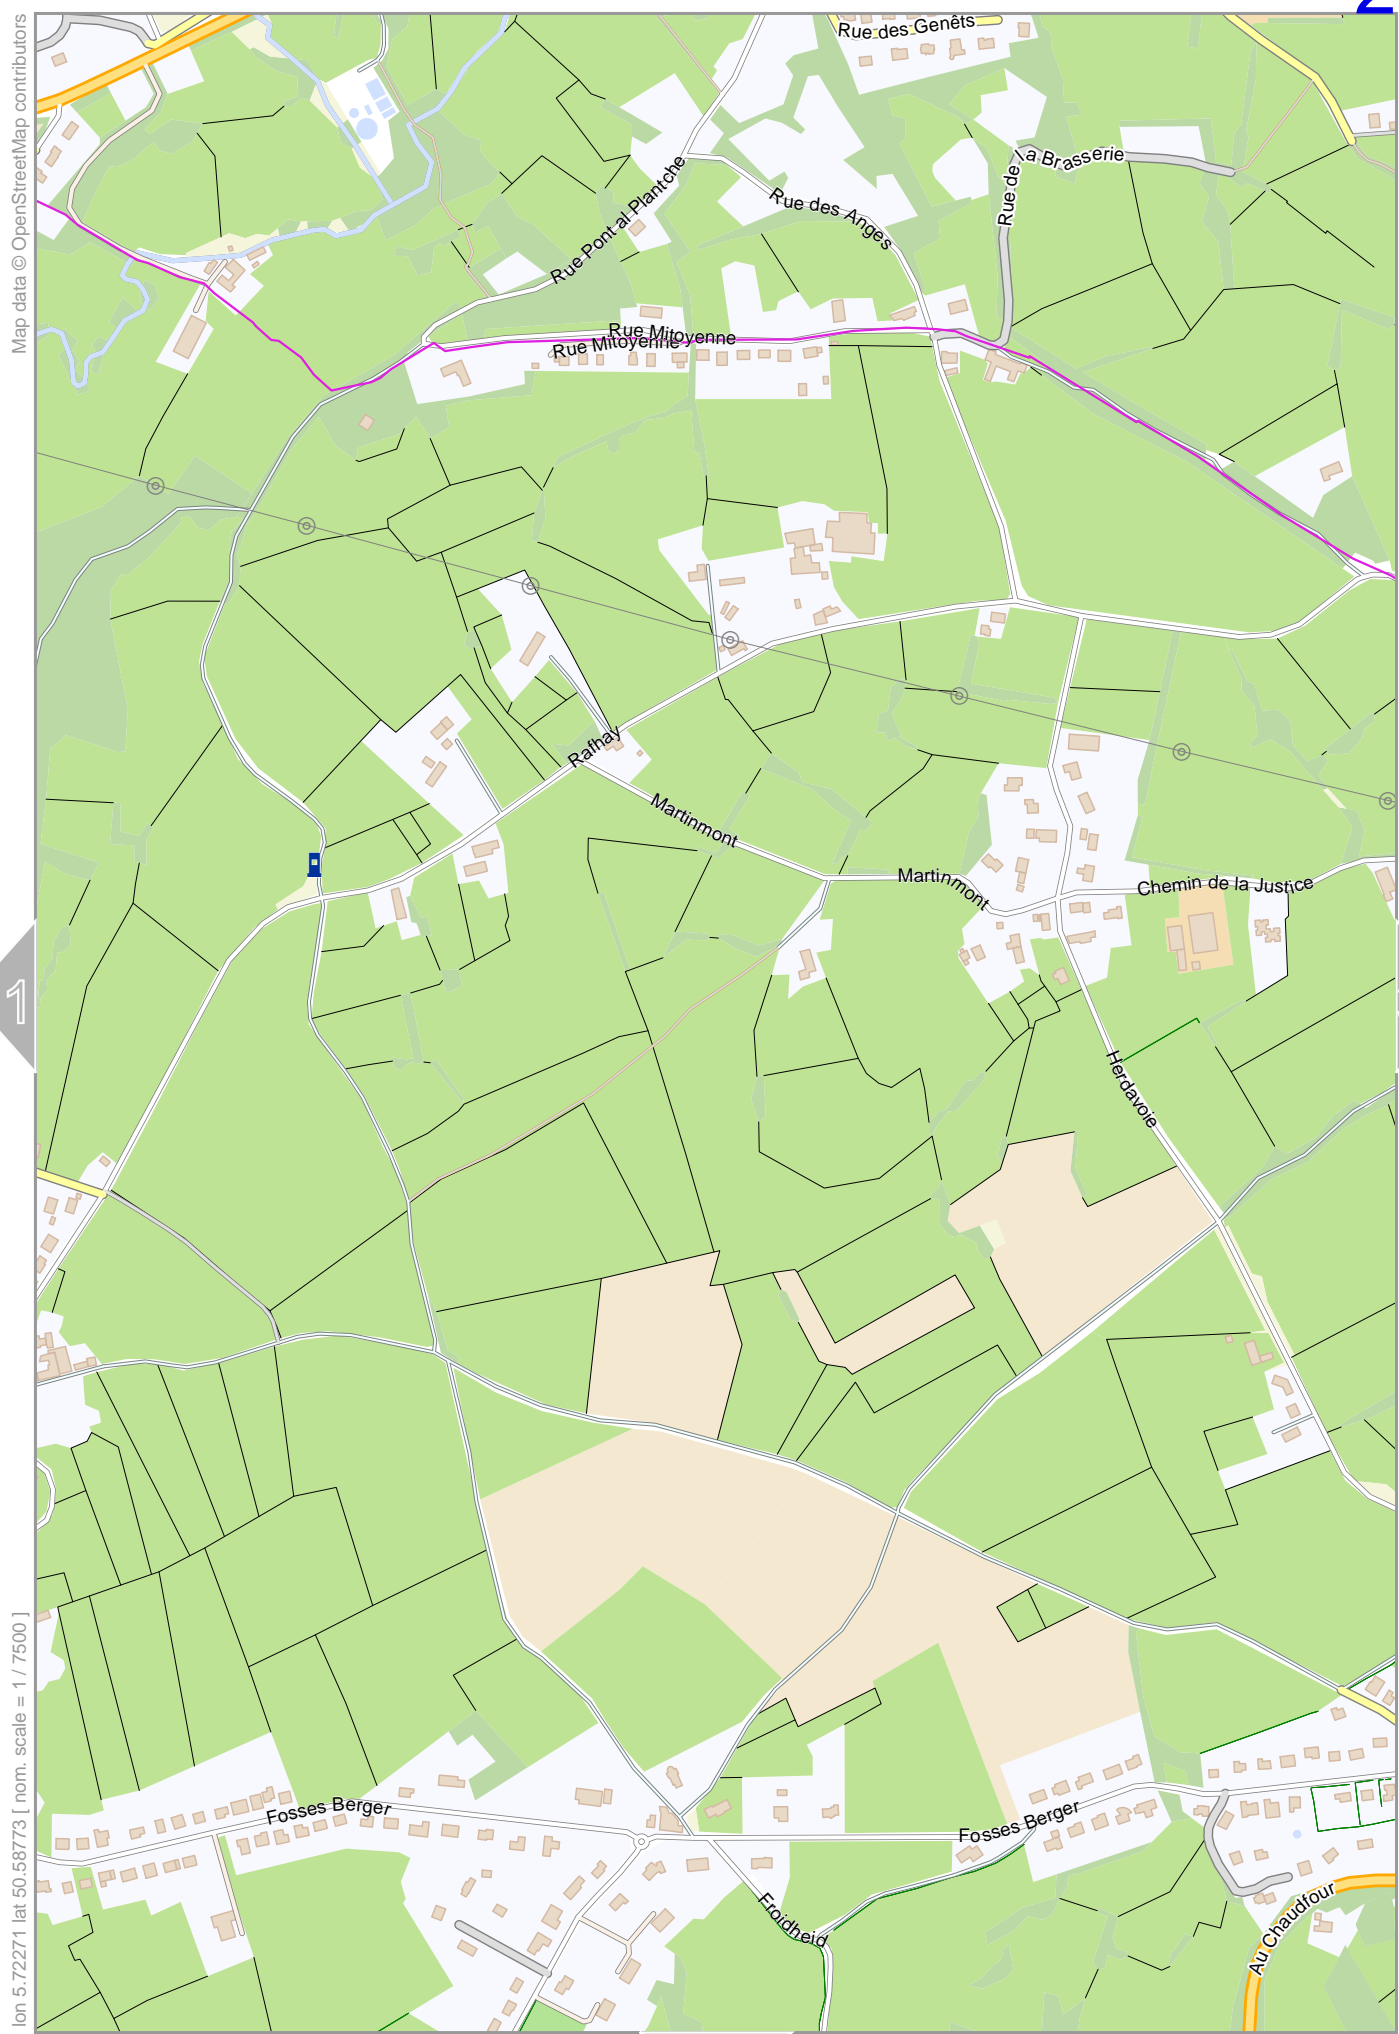 2
Map data © OpenStreetMap contributors
Rue des Genêts
Rue de la Brasserie
Rue Pont al Plantche
Rue des Anges
Rue Mitoyenne
Rue Mitoyenne
Rafhay
Martinmont
Martinmont
Chemin de la Justice
1
Herdavoie
Fosses Berger
Fosses Berger
Froidheid
Au Chaudfour
lon 5.72271 lat 50.58773 [ nom. scale = 1 / 7500 ]